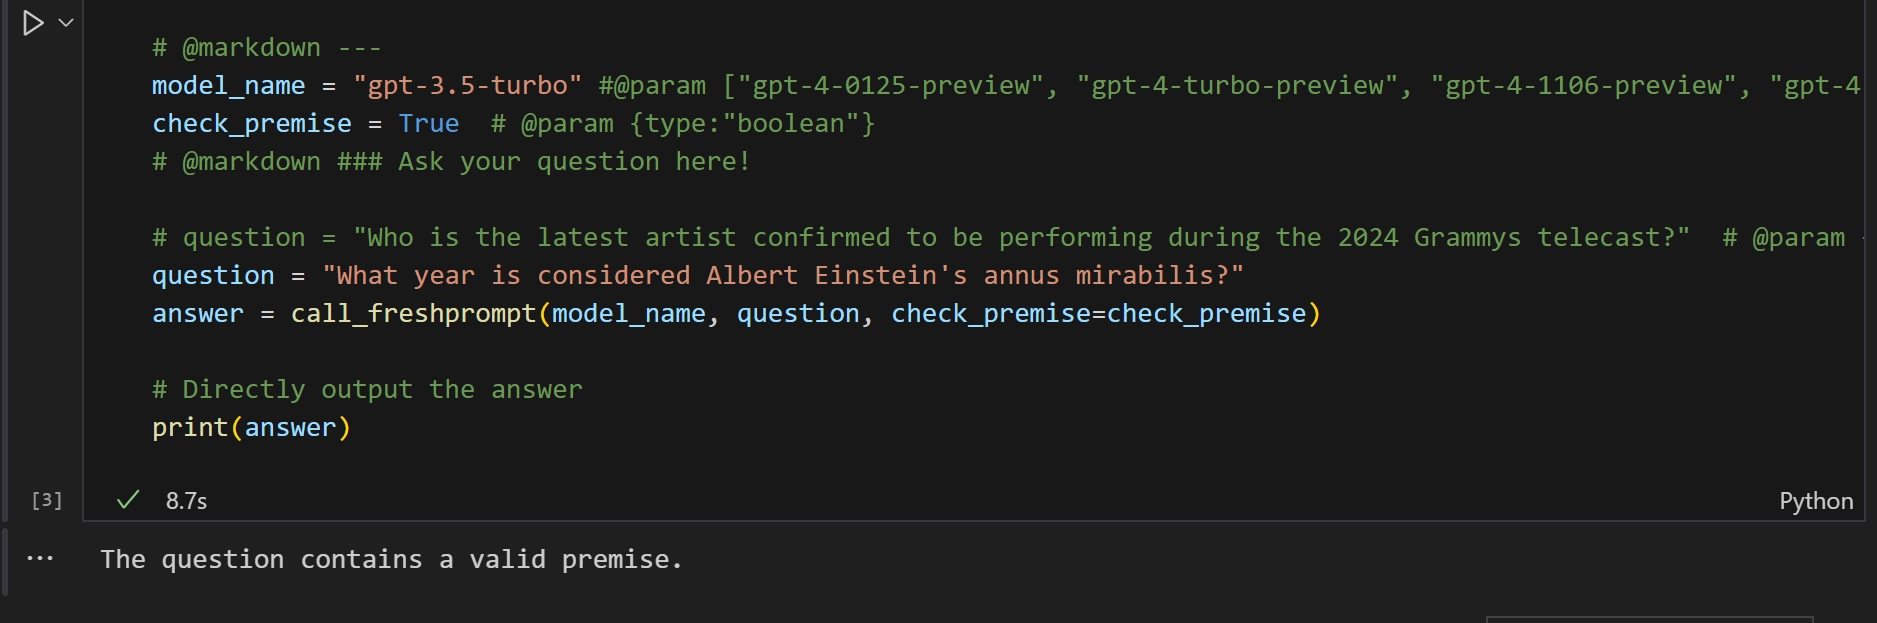 # @markdown ---
model_name = "gpt-3.5-turbo" #@param ["gpt-4-0125-preview", "gpt-4-turbo-preview", "gpt-4-1106-preview", "gpt-4
check_premise = True  # @param {type:"boolean"}
# @markdown ### Ask your question here!
# question = "Who is the latest artist confirmed to be performing during the 2024 Grammys telecast?"  # @param
question = "What year is considered Albert Einstein's annus mirabilis?"
answer = call_freshprompt(model_name, question, check_premise=check_premise)
# Directly output the answer
print(answer)
[3] 8.7s Python
... The question contains a valid premise.